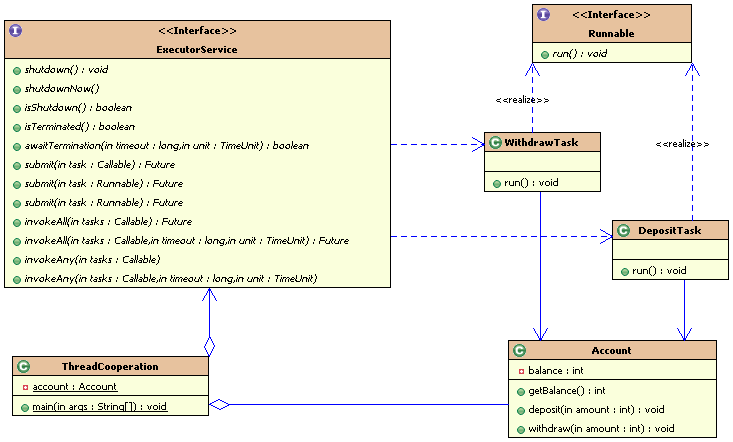 <<Interface>>
ExecutorService
shutdown() : void
shutdownNow()
isShutdown() : boolean
isTerminated() : boolean
awaitTermination(in timeout : long,in unit : TimeUnit) : boolean
submit(in task : Callable) : Future
submit(in task : Runnable) : Future
submit(in task : Runnable) : Future
invokeAll(in tasks : Callable) : Future
invokeAll(in tasks : Callable,in timeout : long,in unit : TimeUnit) : Future
invokeAny(in tasks : Callable)
invokeAny(in tasks : Callable,in timeout : long,in unit : TimeUnit)
<<Interface>>
Runnable
run() : void
<<realize>>
<<realize>>
WithdrawTask
run() : void
DepositTask
run() : void
ThreadCooperation
account : Account
main(in args : String[]) : void
Account
balance : int
getBalance() : int
deposit(in amount : int) : void
withdraw(in amount : int) : void